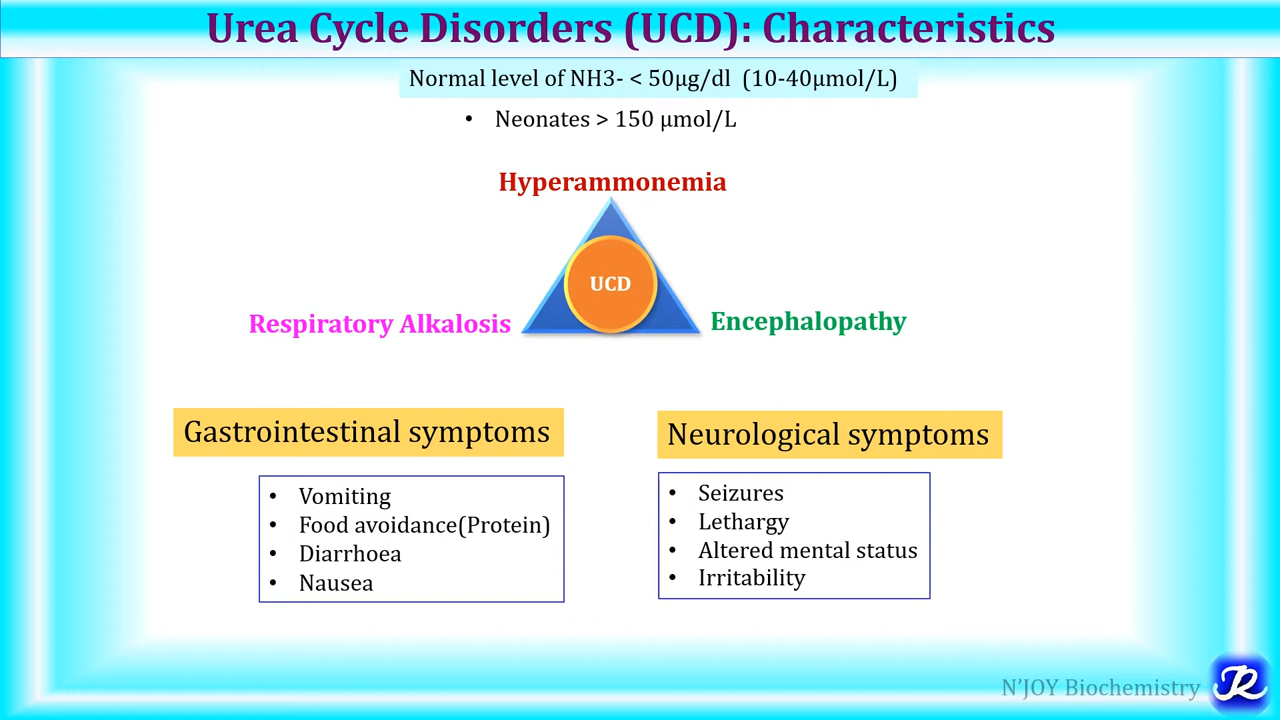 Urea Cycle Disorders (UCD): Characteristics
Normal level of NH3- < 50µg/dl (10-40µmol/L)
• Neonates > 150 µmol/L
Hyperammonemia
UCD
Respiratory Alkalosis
Encephalopathy
Gastrointestinal symptoms
• Vomiting
• Food avoidance(Protein)
• Diarrhoea
• Nausea
Neurological symptoms
• Seizures
• Lethargy
• Altered mental status
• Irritability
N'JOY Biochemistry
JR